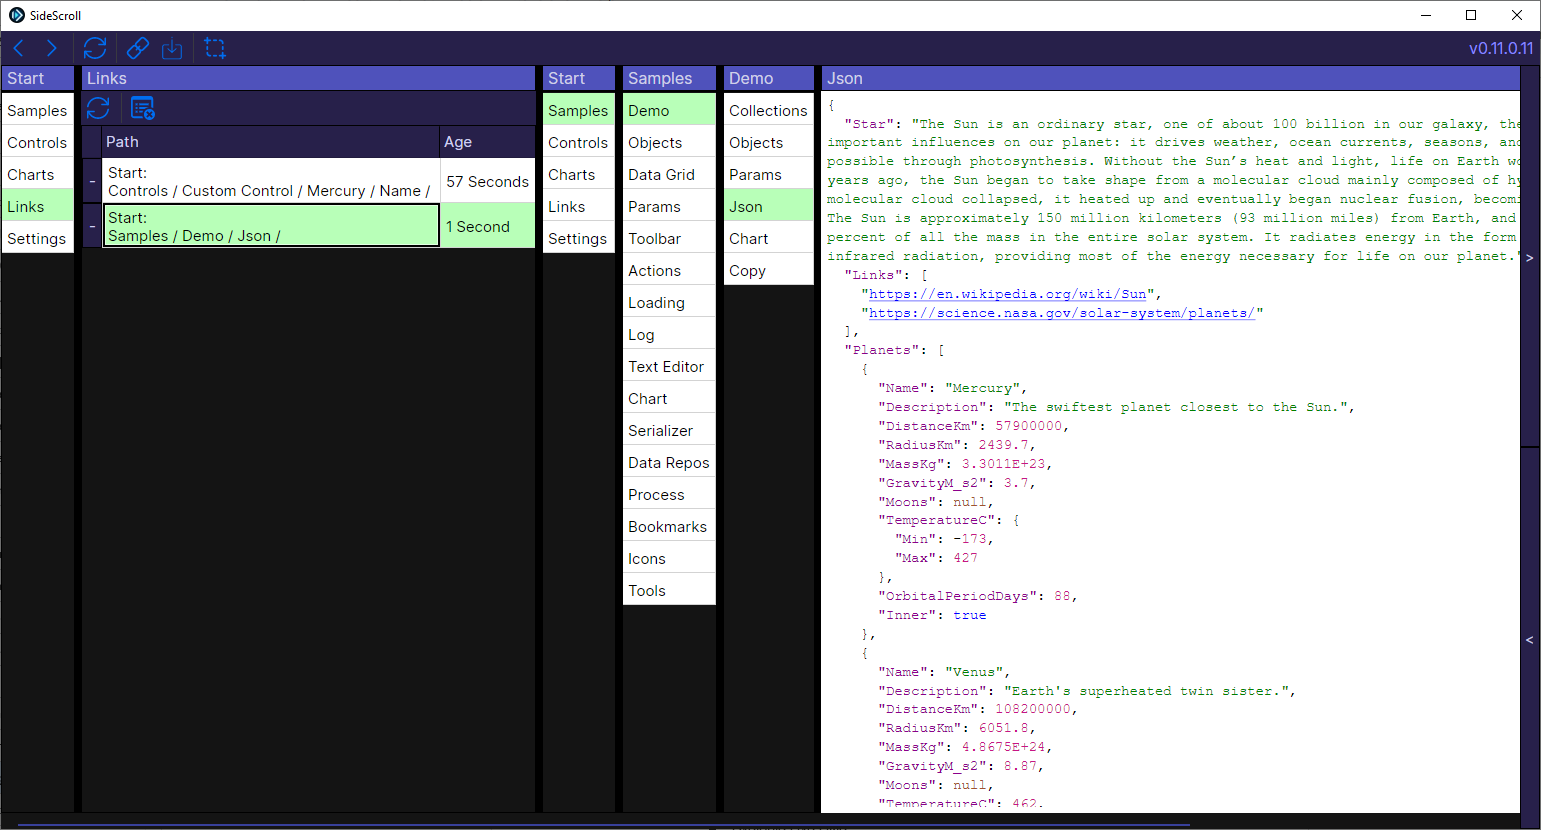 SideScroll
v0.11.0.11
Start
Samples
Controls
Charts
Links
Settings
Links
Path Age
- Start:
Controls / Custom Control / Mercury / Name / 57 Seconds
- Start:
Samples / Demo / Json / 1 Second
Start
Samples
Controls
Charts
Links
Settings
Samples
Demo
Objects
Data Grid
Params
Toolbar
Actions
Loading
Log
Text Editor
Chart
Serializer
Data Repos
Process
Bookmarks
Icons
Tools
Demo
Collections
Objects
Params
Json
Chart
Copy
Json
{
"Star": "The Sun is an ordinary star, one of about 100 billion in our galaxy, the
important influences on our planet: it drives weather, ocean currents, seasons, and
possible through photosynthesis. Without the Sun’s heat and light, life on Earth wo
years ago, the Sun began to take shape from a molecular cloud mainly composed of hy
molecular cloud collapsed, it heated up and eventually began nuclear fusion, becomi
The Sun is approximately 150 million kilometers (93 million miles) from Earth, and
percent of all the mass in the entire solar system. It radiates energy in the form
infrared radiation, providing most of the energy necessary for life on our planet."
"Links": [
"https://en.wikipedia.org/wiki/Sun",
"https://science.nasa.gov/solar-system/planets/"
],
"Planets": [
{
"Name": "Mercury",
"Description": "The swiftest planet closest to the Sun.",
"DistanceKm": 57900000,
"RadiusKm": 2439.7,
"MassKg": 3.3011E+23,
"GravityM_s2": 3.7,
"Moons": null,
"TemperatureC": {
"Min": -173,
"Max": 427
},
"OrbitalPeriodDays": 88,
"Inner": true
},
{
"Name": "Venus",
"Description": "Earth's superheated twin sister.",
"DistanceKm": 108200000,
"RadiusKm": 6051.8,
"MassKg": 4.8675E+24,
"GravityM_s2": 8.87,
"Moons": null,
"TemperatureC": 462,
>
<